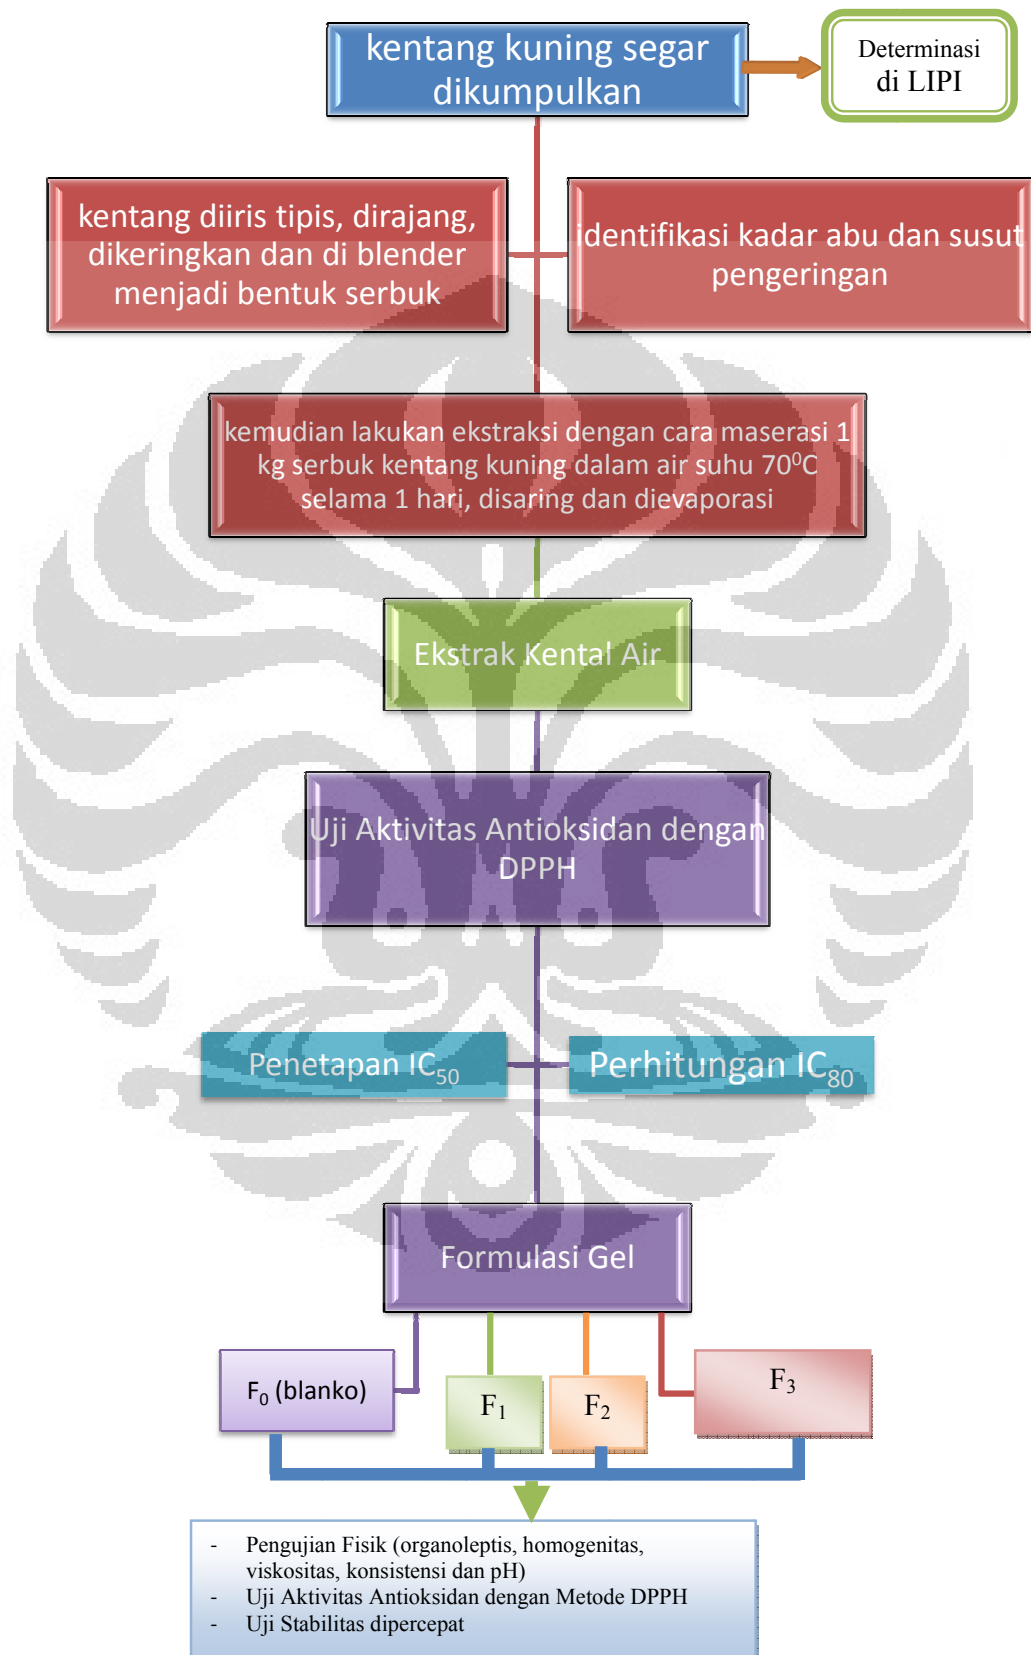 kentang kuning segar
dikumpulkan
Determinasi
di LIPI
kentang diiris tipis, dirajang,
dikeringkan dan di blender
menjadi bentuk serbuk
identifikasi kadar abu dan susut
pengeringan
kemudian lakukan ekstraksi dengan cara maserasi 1
kg serbuk kentang kuning dalam air suhu 70⁰C
selama 1 hari, disaring dan dievaporasi
Ekstrak Kental Air
Uji Aktivitas Antioksidan dengan
DPPH
Penetapan IC₅₀
Perhitungan IC₈₀
Formulasi Gel
F₀ (blanko)
F₁
F₂
F₃
- Pengujian Fisik (organoleptis, homogenitas,
viskositas, konsistensi dan pH)
- Uji Aktivitas Antioksidan dengan Metode DPPH
- Uji Stabilitas dipercepat